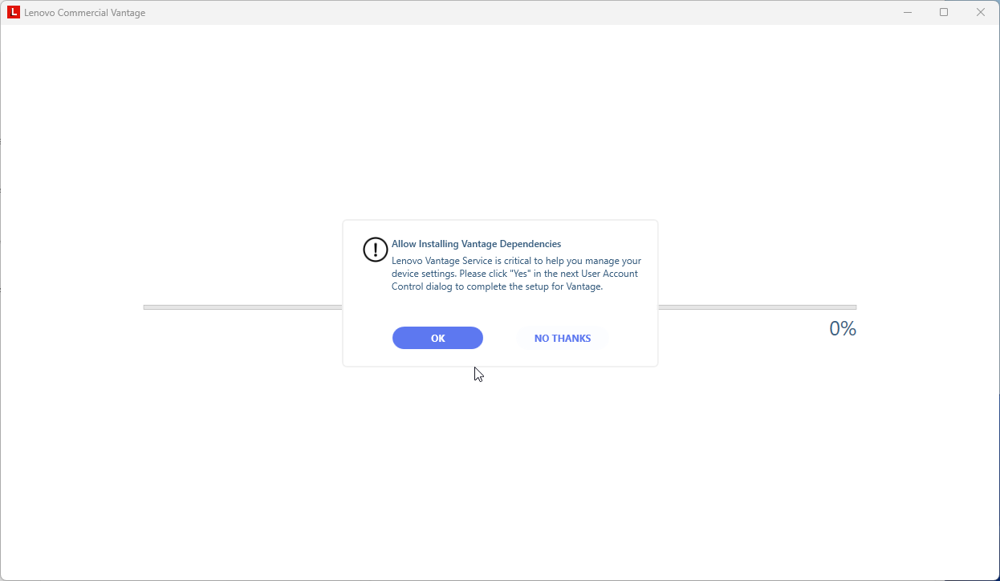 L Lenovo Commercial Vantage
Allow Installing Vantage Dependencies
Lenovo Vantage Service is critical to help you manage your
device settings. Please click "Yes" in the next User Account
Control dialog to complete the setup for Vantage.
0%
OK
NO THANKS